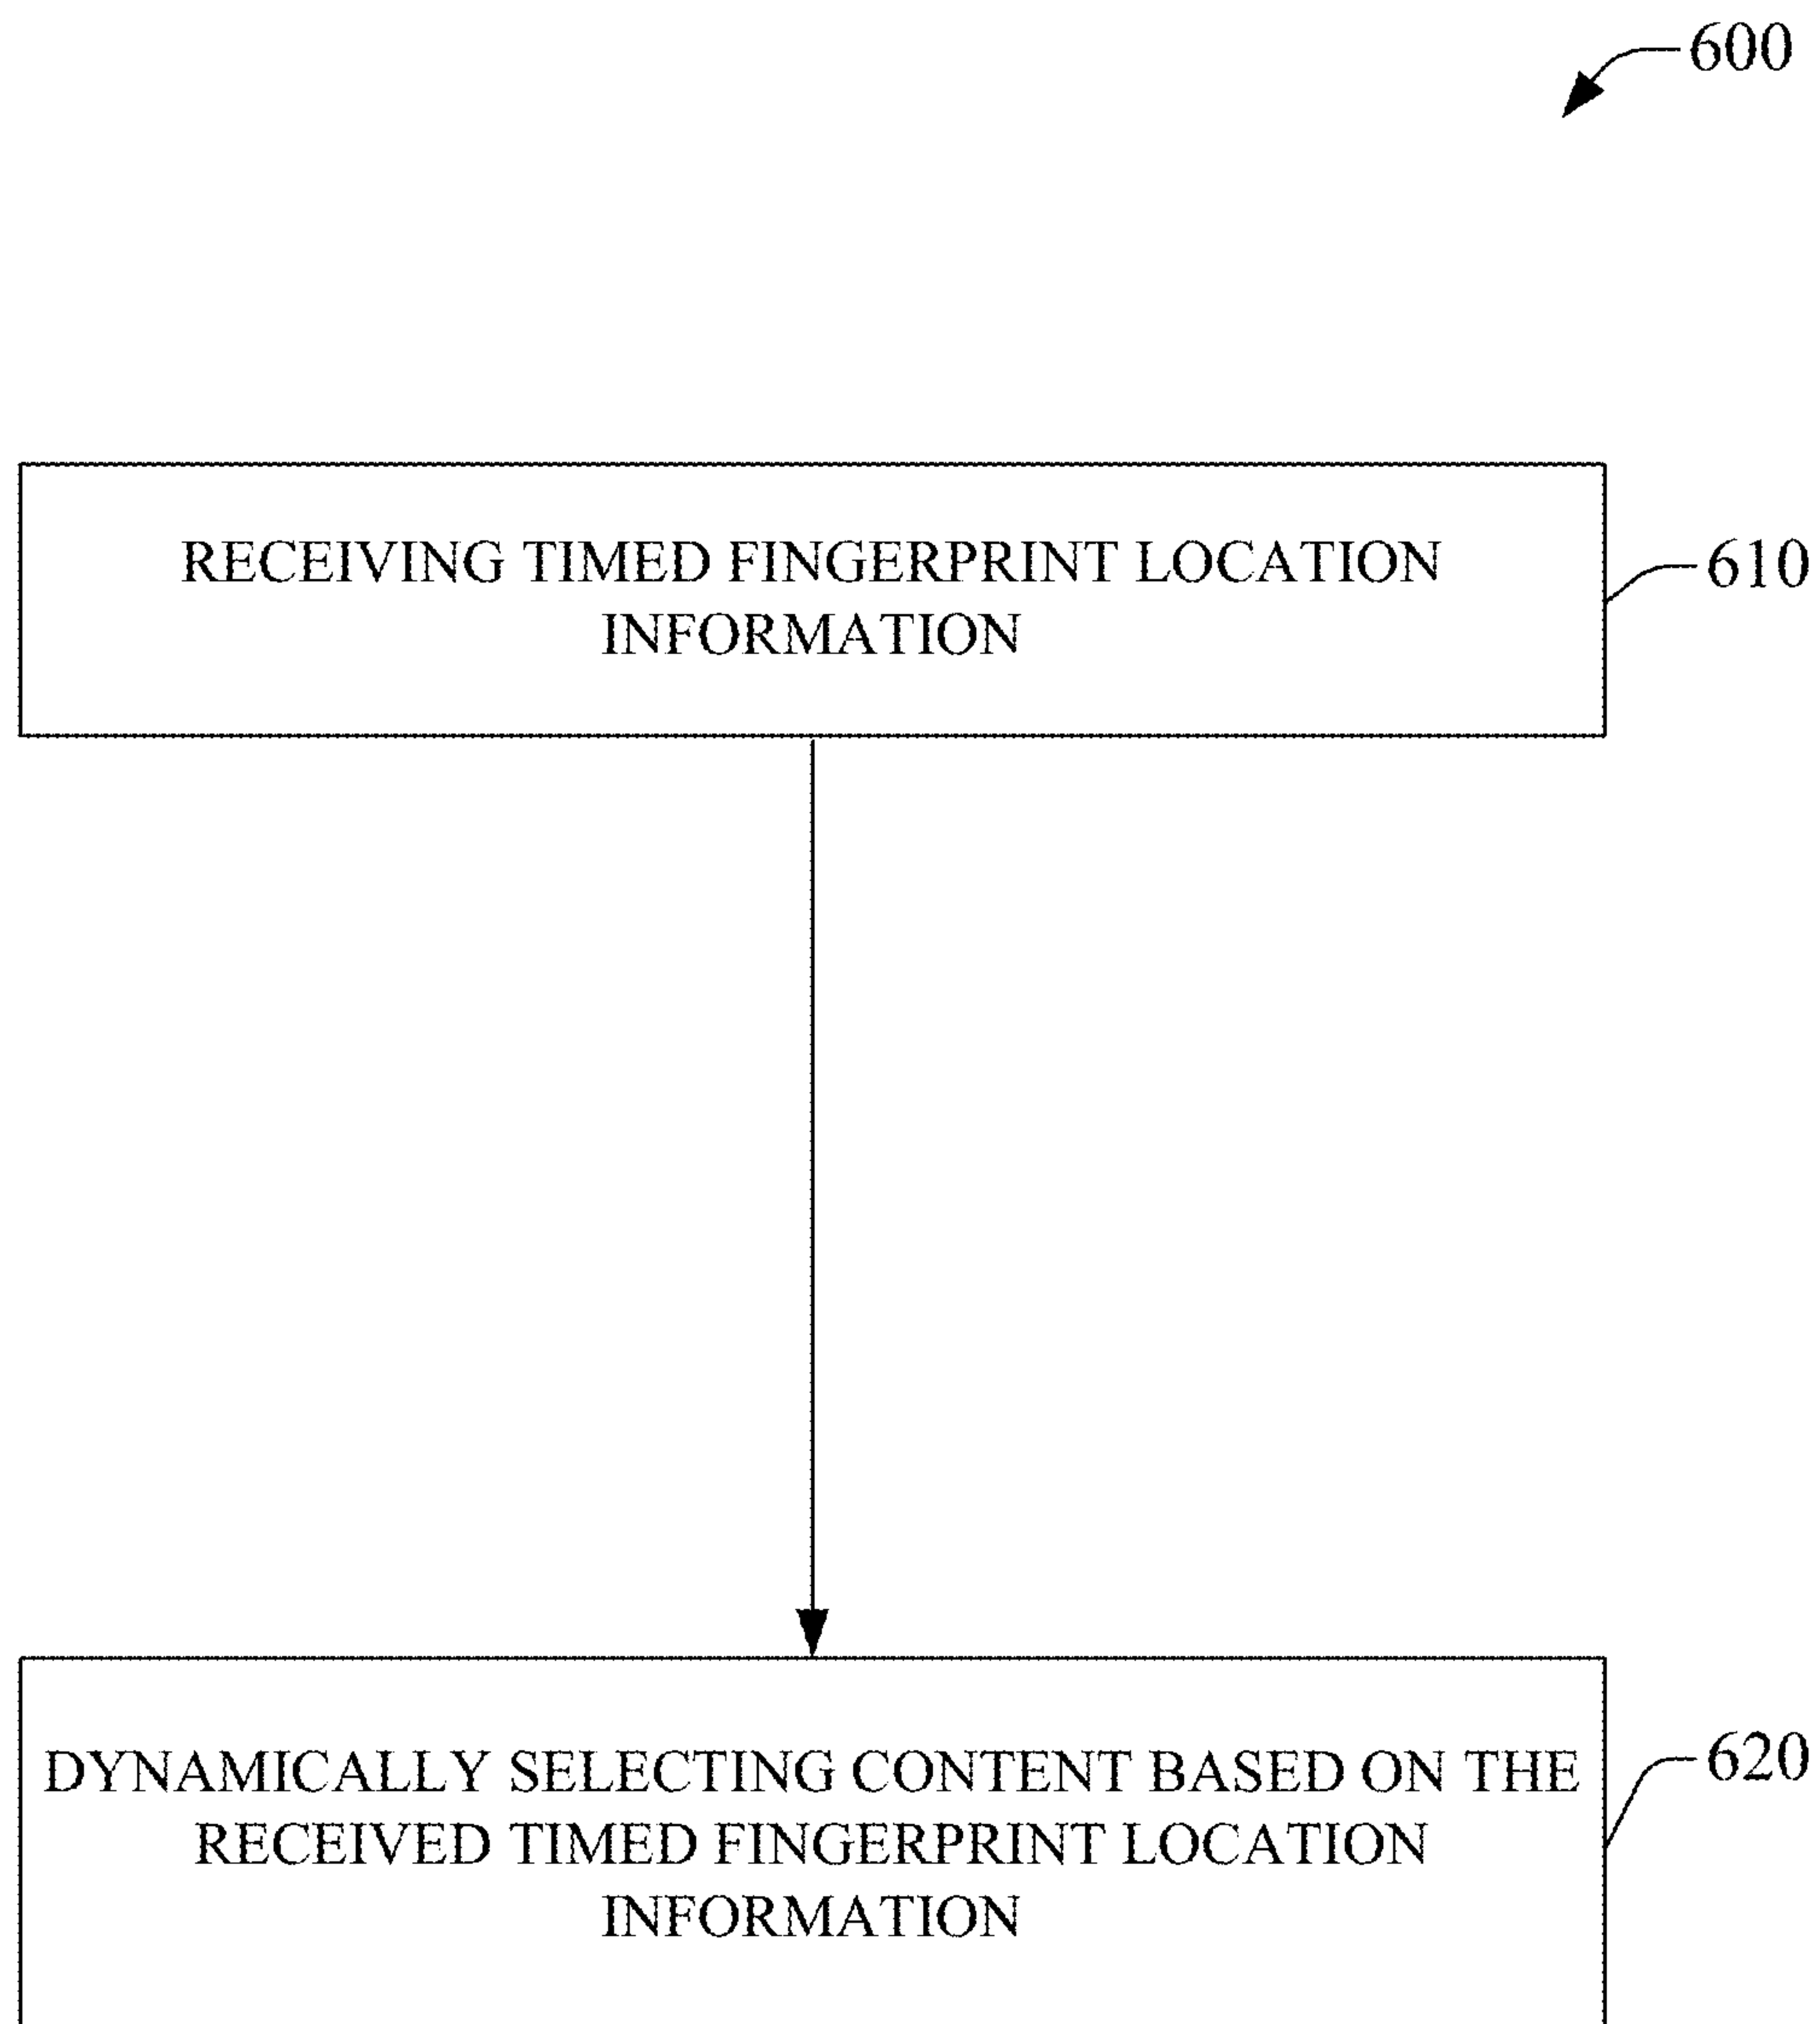 600
RECEIVING TIMED FINGERPRINT LOCATION
INFORMATION
610
DYNAMICALLY SELECTING CONTENT BASED ON THE
RECEIVED TIMED FINGERPRINT LOCATION
INFORMATION
620